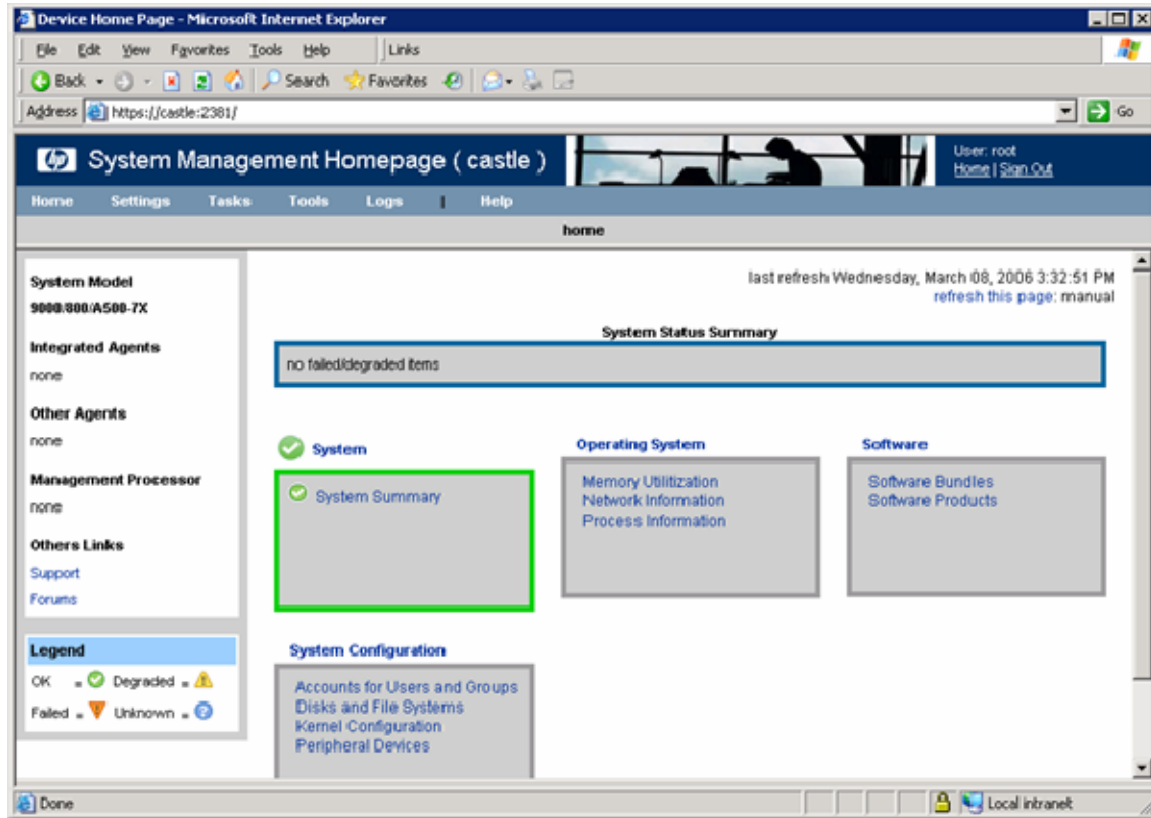 Device Home Page - Microsoft Internet Explorer
File Edit View Favorites Tools Help Links
Back Search Favorites
Address https://castle:2381/ Go
hp System Management Homepage ( castle )
User: root
Home | Sign Out
Home Settings Tasks Tools Logs | Help
home
System Model
9000/800/A500-7X
Integrated Agents
none
Other Agents
none
Management Processor
none
Others Links
Support
Forums
Legend
OK = Degraded =
Failed = Unknown =
last refresh Wednesday, March 08, 2006 3:32:51 PM
refresh this page: manual
System Status Summary
no failed/degraded items
System
System Summary
Operating System
Memory Utilitization
Network Information
Process Information
Software
Software Bundles
Software Products
System Configuration
Accounts for Users and Groups
Disks and File Systems
Kernel Configuration
Peripheral Devices
Done Local intranet